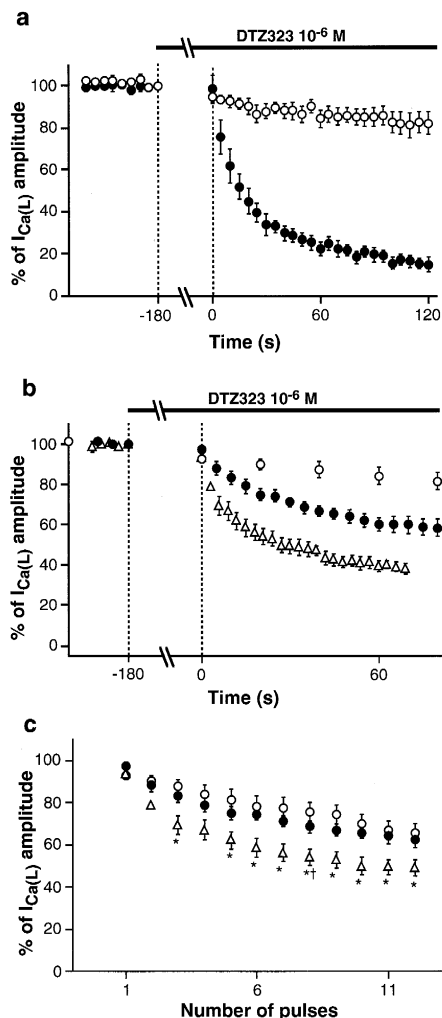 a
DTZ323 10-6 M
% of ICa(L) amplitude
100
80
60
40
20
0
-180
0
60
120
Time (s)
b
DTZ323 10-6 M
% of ICa(L) amplitude
100
80
60
40
20
0
-180
0
60
Time (s)
c
% of ICa(L) amplitude
100
80
60
40
20
0
* * * * *† * * * *
1
6
11
Number of pulses